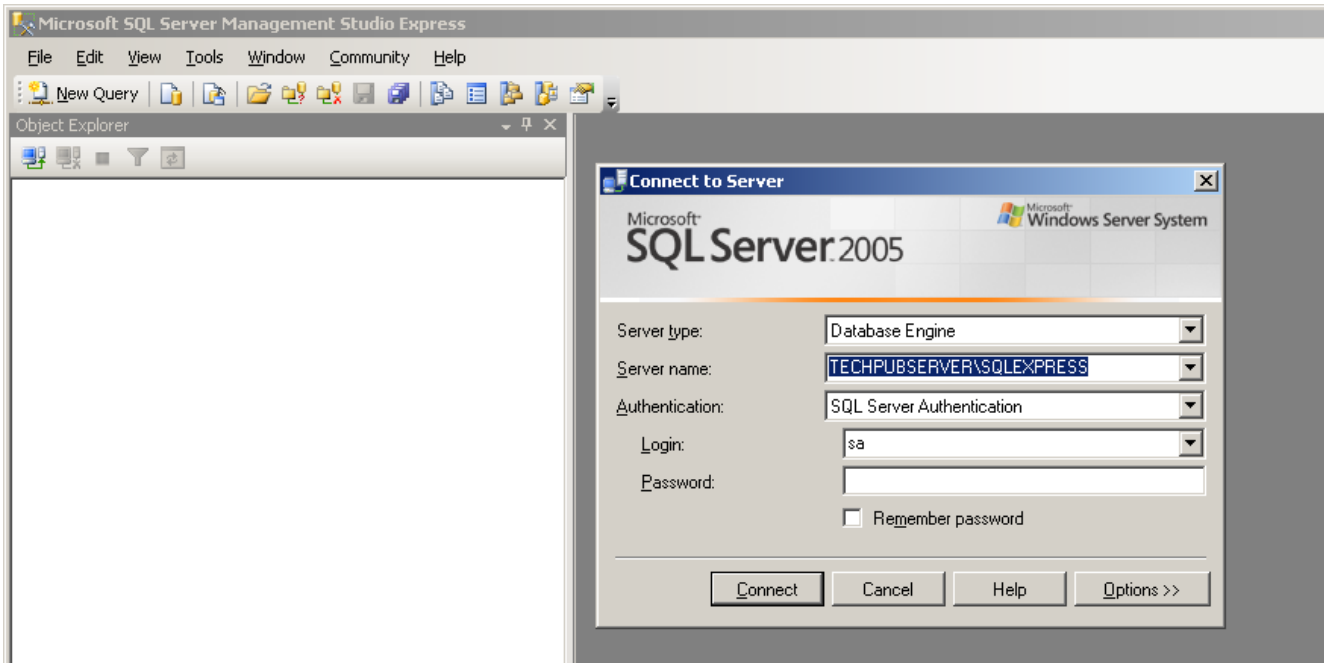 Microsoft SQL Server Management Studio Express
File Edit View Tools Window Community Help
New Query
Object Explorer
Connect to Server
Microsoft
SQL Server 2005
Microsoft
Windows Server System
Server type: Database Engine
Server name: TECHPUBSERVER\SQLEXPRESS
Authentication: SQL Server Authentication
Login: sa
Password:
Remember password
Connect Cancel Help Options >>